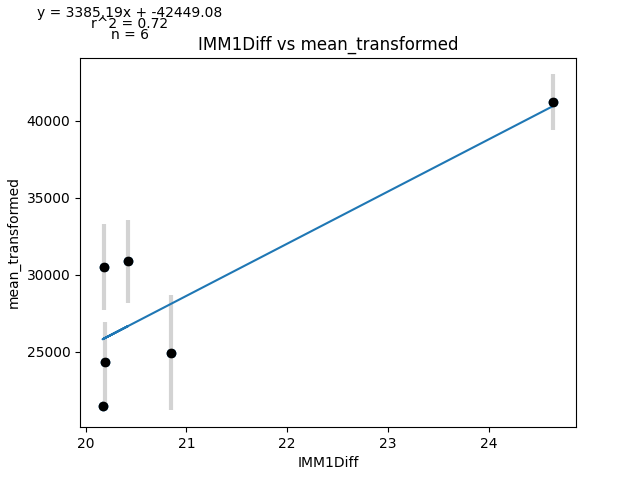 y = 3385.19x + -42449.08
r^2 = 0.72
n = 6
IMM1Diff vs mean_transformed
40000
35000
30000
25000
mean_transformed
20
21
22
23
24
IMM1Diff